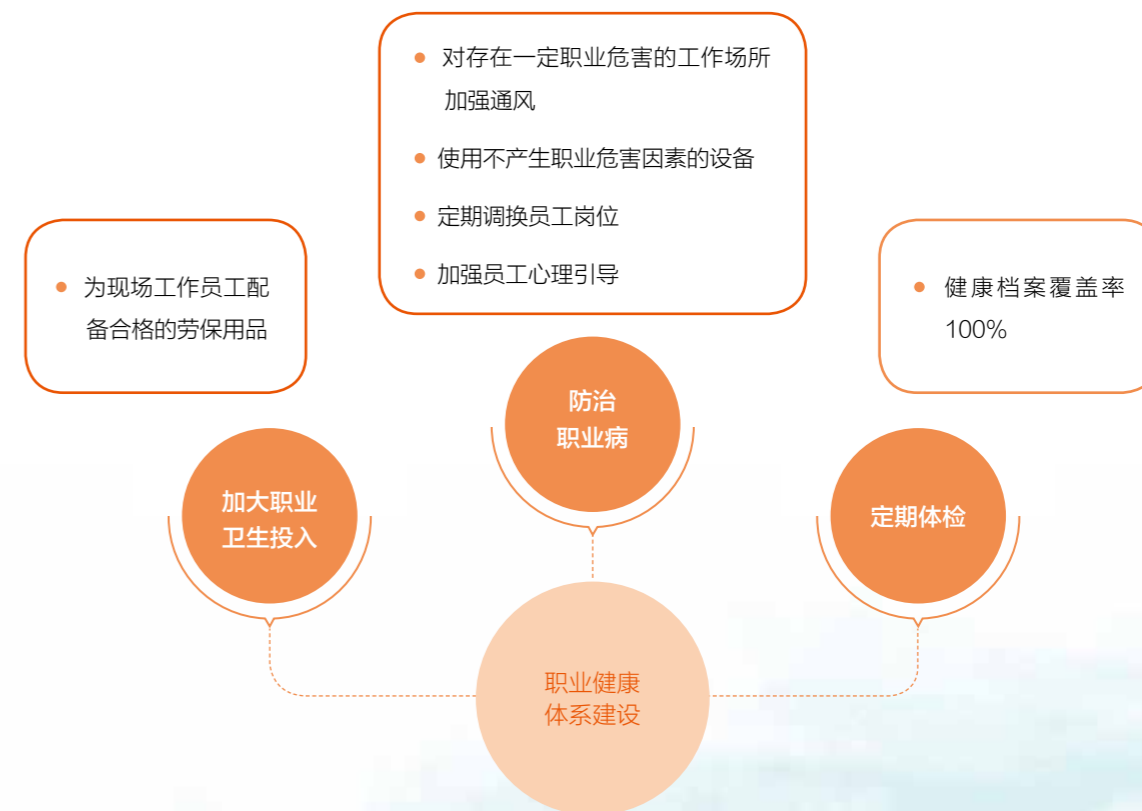 对存在一定职业危害的工作场所
加强通风
使用不产生职业危害因素的设备
定期调换员工岗位
加强员工心理引导
为现场工作员工配
备合格的劳保用品
健康档案覆盖率
100%
防治
职业病
加大职业
卫生投入
定期体检
职业健康
体系建设